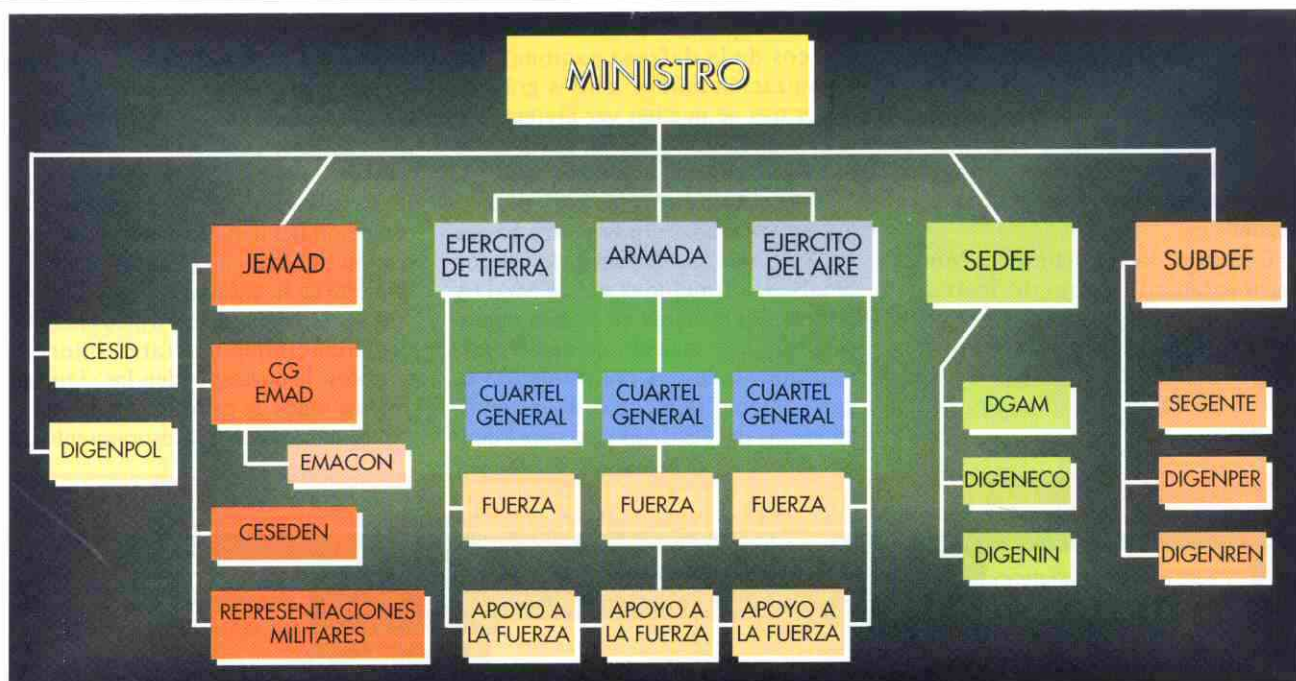 MINISTRO
JEMAD
EJERCITO
DE TIERRA
ARMADA
EJERCITO
DEL AIRE
SEDEF
SUBDEF
CESID
DIGENPOL
CG
EMAD
EMACON
CESEDEN
REPRESENTACIONES
MILITARES
CUARTEL
GENERAL
CUARTEL
GENERAL
CUARTEL
GENERAL
FUERZA
FUERZA
FUERZA
APOYO A
LA FUERZA
APOYO A
LA FUERZA
APOYO A
LA FUERZA
DGAM
DIGENECO
DIGENIN
SEGENTE
DIGENPER
DIGENREN